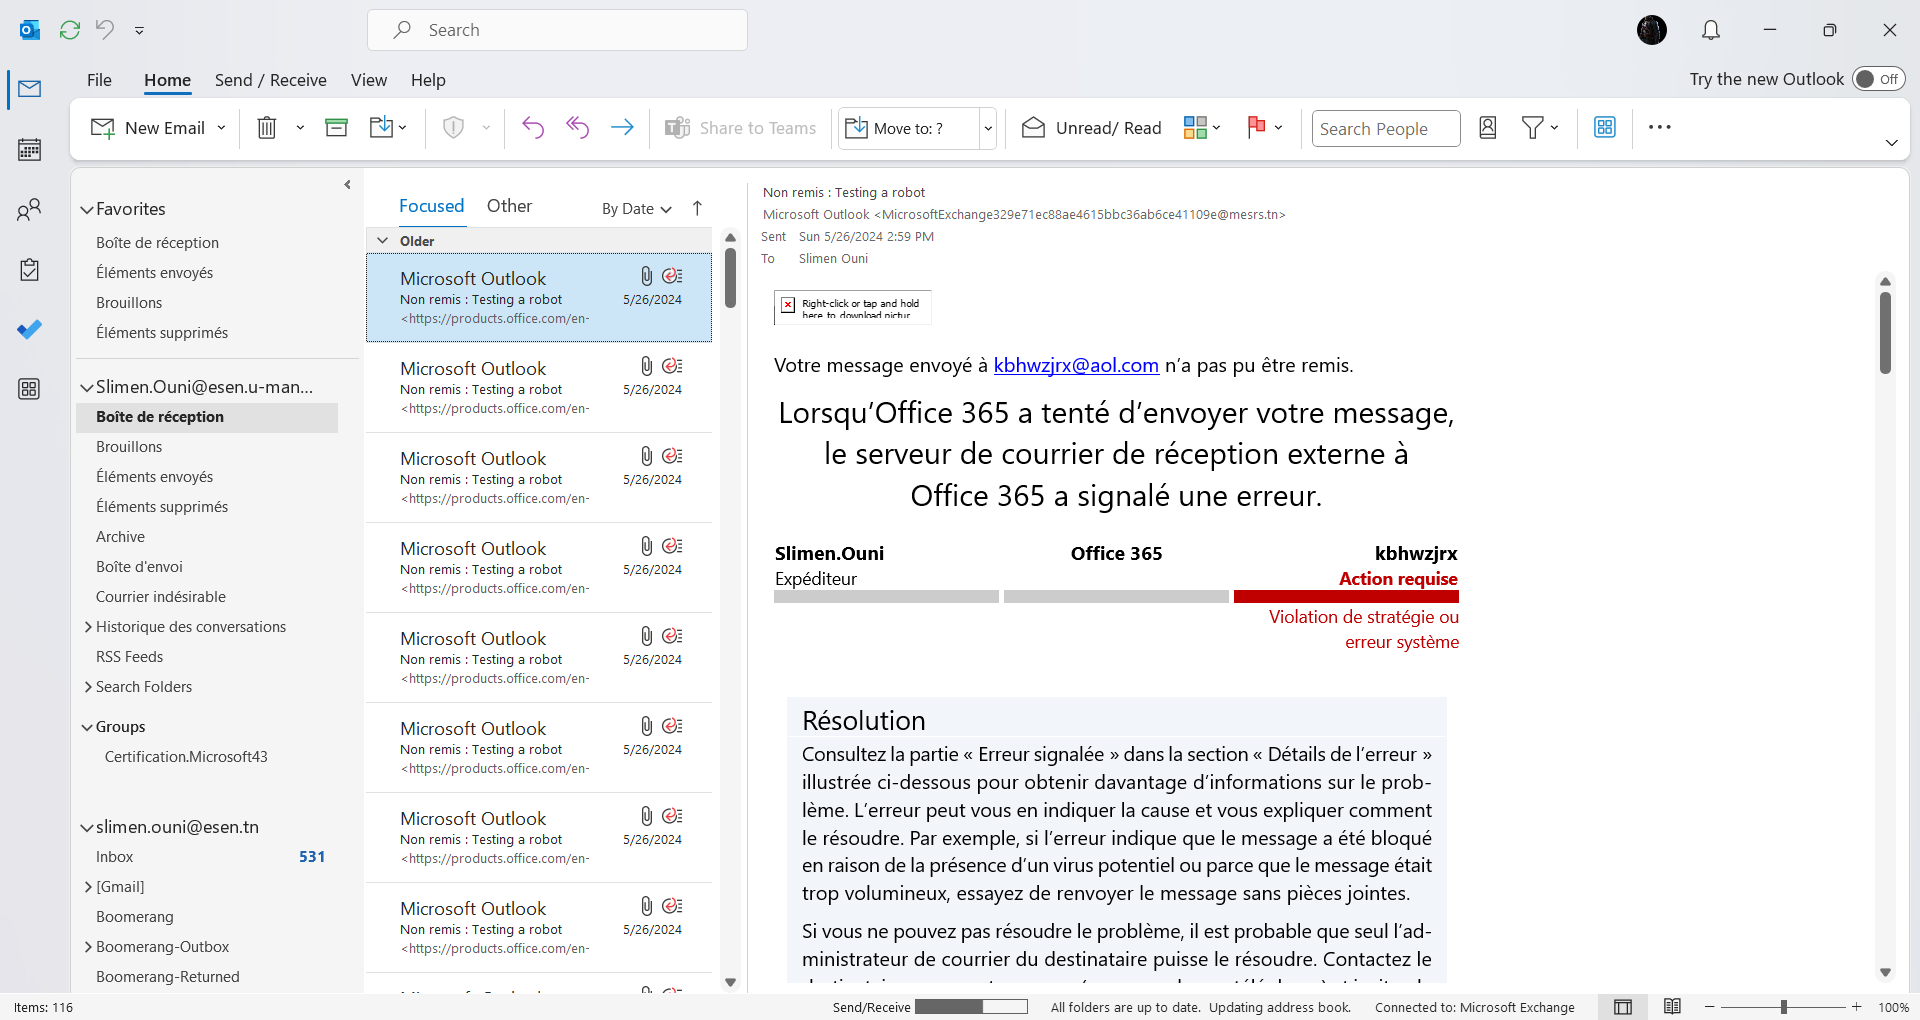 Search
File Home Send / Receive View Help
Try the new Outlook Off
New Email
Share to Teams
Move to: ?
Unread/ Read
Search People
Favorites
Boîte de réception
Éléments envoyés
Brouillons
Éléments supprimés
Slimen.Ouni@esen.u-man...
Boîte de réception
Brouillons
Éléments envoyés
Éléments supprimés
Archive
Boîte d'envoi
Courrier indésirable
Historique des conversations
RSS Feeds
Search Folders
Groups
Certification.Microsoft43
slimen.ouni@esen.tn
Inbox 531
[Gmail]
Boomerang
Boomerang-Outbox
Boomerang-Returned
Focused Other By Date
Older
Microsoft Outlook
Non remis : Testing a robot 5/26/2024
<https://products.office.com/en-
Microsoft Outlook
Non remis : Testing a robot 5/26/2024
<https://products.office.com/en-
Microsoft Outlook
Non remis : Testing a robot 5/26/2024
<https://products.office.com/en-
Microsoft Outlook
Non remis : Testing a robot 5/26/2024
<https://products.office.com/en-
Microsoft Outlook
Non remis : Testing a robot 5/26/2024
<https://products.office.com/en-
Microsoft Outlook
Non remis : Testing a robot 5/26/2024
<https://products.office.com/en-
Microsoft Outlook
Non remis : Testing a robot 5/26/2024
<https://products.office.com/en-
Microsoft Outlook
Non remis : Testing a robot 5/26/2024
<https://products.office.com/en-
Non remis : Testing a robot
Microsoft Outlook <MicrosoftExchange329e71ec88ae4615bbc36ab6ce41109e@mesrs.tn>
Sent Sun 5/26/2024 2:59 PM
To Slimen Ouni
Right-click or tap and hold
here to download pictur
Votre message envoyé à kbhwzjrx@aol.com n’a pas pu être remis.
Lorsqu’Office 365 a tenté d’envoyer votre message,
le serveur de courrier de réception externe à
Office 365 a signalé une erreur.
Slimen.Ouni Office 365 kbhwzjrx
Expéditeur Action requise
Violation de stratégie ou
erreur système
Résolution
Consultez la partie « Erreur signalée » dans la section « Détails de l’erreur »
illustrée ci-dessous pour obtenir davantage d’informations sur le prob-
lème. L’erreur peut vous en indiquer la cause et vous expliquer comment
le résoudre. Par exemple, si l’erreur indique que le message a été bloqué
en raison de la présence d’un virus potentiel ou parce que le message était
trop volumineux, essayez de renvoyer le message sans pièces jointes.
Si vous ne pouvez pas résoudre le problème, il est probable que seul l’ad-
ministrateur de courrier du destinataire puisse le résoudre. Contactez le
Items: 116
Send/Receive
All folders are up to date. Updating address book.
Connected to: Microsoft Exchange
100%